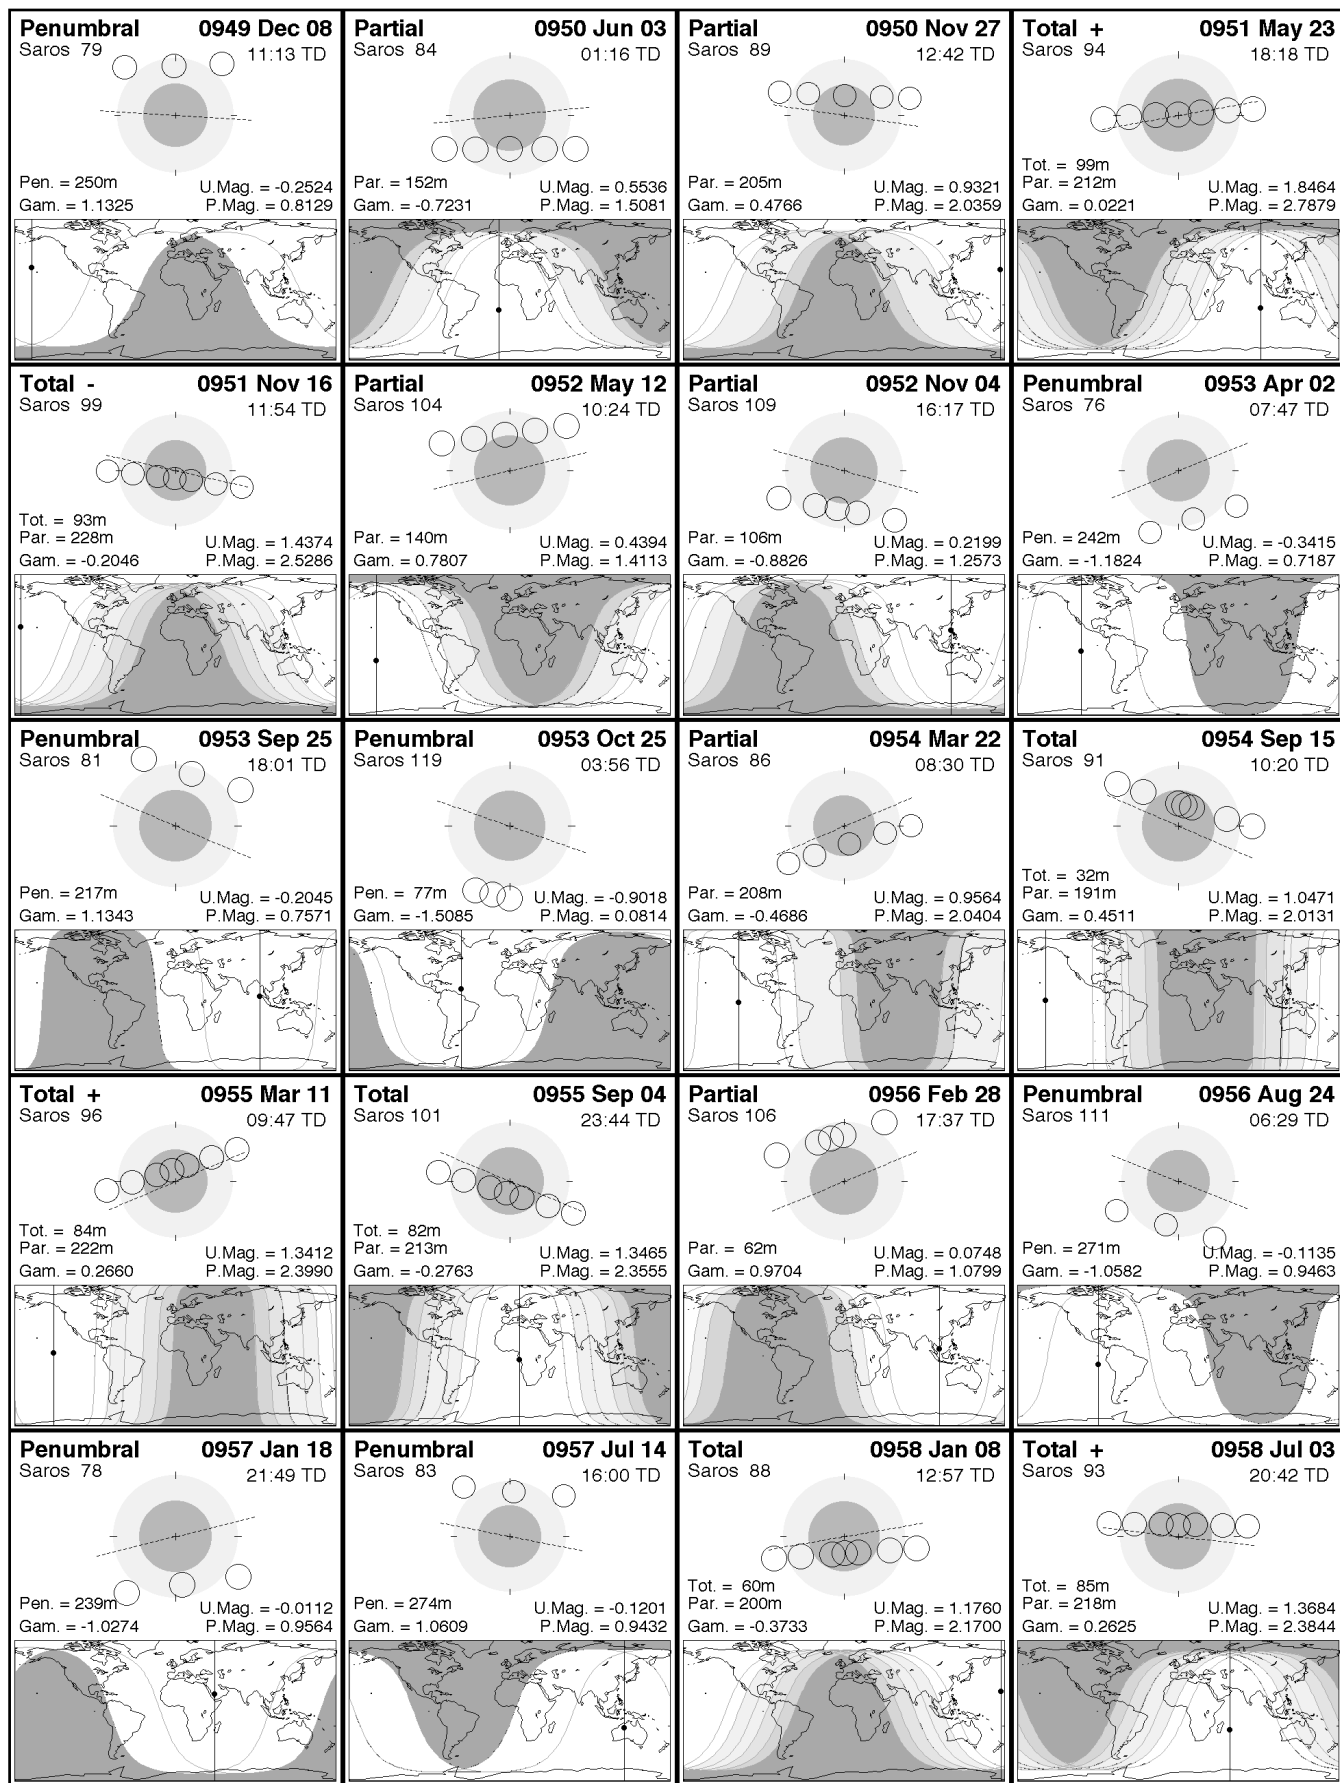 Penumbral 0949 Dec 08
Saros 79 11:13 TD
Pen. = 250m U.Mag. = -0.2524
Gam. = 1.1325 P.Mag. = 0.8129
Partial 0950 Jun 03
Saros 84 01:16 TD
Par. = 152m U.Mag. = 0.5536
Gam. = -0.7231 P.Mag. = 1.5081
Partial 0950 Nov 27
Saros 89 12:42 TD
Par. = 205m U.Mag. = 0.9321
Gam. = 0.4766 P.Mag. = 2.0359
Total + 0951 May 23
Saros 94 18:18 TD
Tot. = 99m
Par. = 212m U.Mag. = 1.8464
Gam. = 0.0221 P.Mag. = 2.7879
Total - 0951 Nov 16
Saros 99 11:54 TD
Tot. = 93m
Par. = 228m U.Mag. = 1.4374
Gam. = -0.2046 P.Mag. = 2.5286
Partial 0952 May 12
Saros 104 10:24 TD
Par. = 140m U.Mag. = 0.4394
Gam. = 0.7807 P.Mag. = 1.4113
Partial 0952 Nov 04
Saros 109 16:17 TD
Par. = 106m U.Mag. = 0.2199
Gam. = -0.8826 P.Mag. = 1.2573
Penumbral 0953 Apr 02
Saros 76 07:47 TD
Pen. = 242m U.Mag. = -0.3415
Gam. = -1.1824 P.Mag. = 0.7187
Penumbral 0953 Sep 25
Saros 81 18:01 TD
Pen. = 217m U.Mag. = -0.2045
Gam. = 1.1343 P.Mag. = 0.7571
Penumbral 0953 Oct 25
Saros 119 03:56 TD
Pen. = 77m U.Mag. = -0.9018
Gam. = -1.5085 P.Mag. = 0.0814
Partial 0954 Mar 22
Saros 86 08:30 TD
Par. = 208m U.Mag. = 0.9564
Gam. = -0.4686 P.Mag. = 2.0404
Total 0954 Sep 15
Saros 91 10:20 TD
Tot. = 32m
Par. = 191m U.Mag. = 1.0471
Gam. = 0.4511 P.Mag. = 2.0131
Total + 0955 Mar 11
Saros 96 09:47 TD
Tot. = 84m
Par. = 222m U.Mag. = 1.3412
Gam. = 0.2660 P.Mag. = 2.3990
Total 0955 Sep 04
Saros 101 23:44 TD
Tot. = 82m
Par. = 213m U.Mag. = 1.3465
Gam. = -0.2763 P.Mag. = 2.3555
Partial 0956 Feb 28
Saros 106 17:37 TD
Par. = 62m U.Mag. = 0.0748
Gam. = 0.9704 P.Mag. = 1.0799
Penumbral 0956 Aug 24
Saros 111 06:29 TD
Pen. = 271m U.Mag. = -0.1135
Gam. = -1.0582 P.Mag. = 0.9463
Penumbral 0957 Jan 18
Saros 78 21:49 TD
Pen. = 239m U.Mag. = -0.0112
Gam. = -1.0274 P.Mag. = 0.9564
Penumbral 0957 Jul 14
Saros 83 16:00 TD
Pen. = 274m U.Mag. = -0.1201
Gam. = 1.0609 P.Mag. = 0.9432
Total 0958 Jan 08
Saros 88 12:57 TD
Tot. = 60m
Par. = 200m U.Mag. = 1.1760
Gam. = -0.3733 P.Mag. = 2.1700
Total + 0958 Jul 03
Saros 93 20:42 TD
Tot. = 85m
Par. = 218m U.Mag. = 1.3684
Gam. = 0.2625 P.Mag. = 2.3844